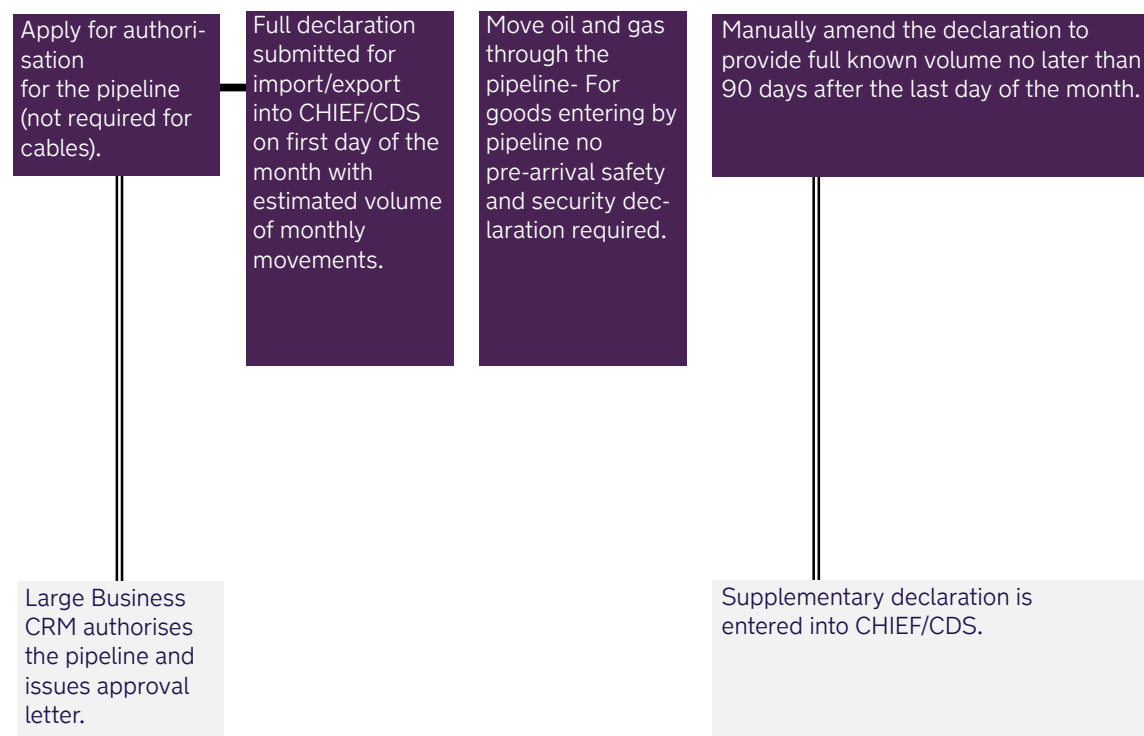 Apply for authori-
sation
for the pipeline
(not required for
cables).
Full declaration
submitted for
import/export
into CHIEF/CDS
on first day of the
month with
estimated volume
of monthly
movements.
Move oil and gas
through the
pipeline- For
goods entering by
pipeline no
pre-arrival safety
and security dec-
laration required.
Manually amend the declaration to
provide full known volume no later than
90 days after the last day of the month.
Large Business
CRM authorises
the pipeline and
issues approval
letter.
Supplementary declaration is
entered into CHIEF/CDS.